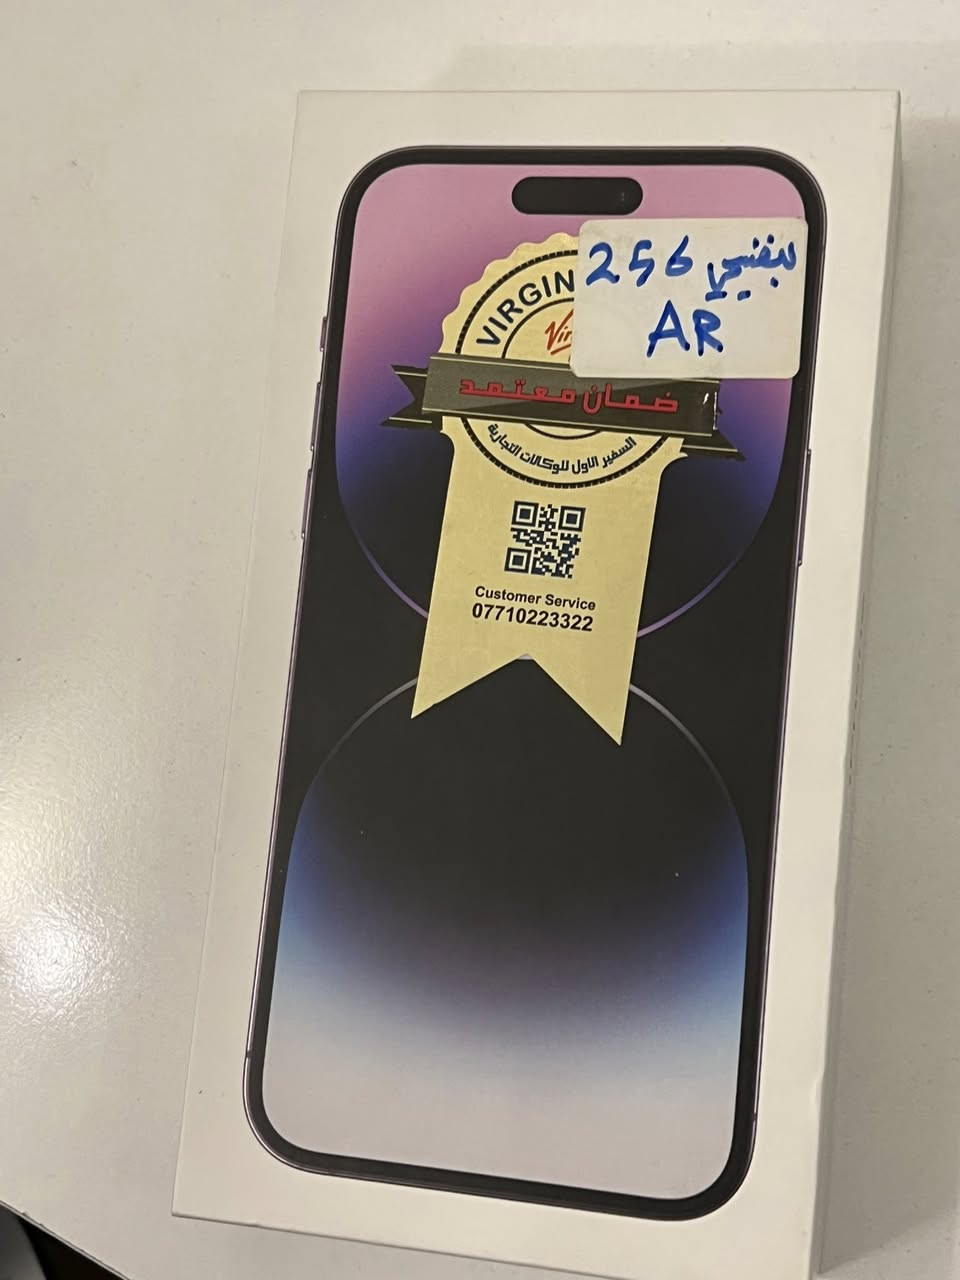 256 بنفسجي
AR
VIRGIN
ضمان معتمد
السفير الاول للوكالات التجارية
Customer Service
07710223322